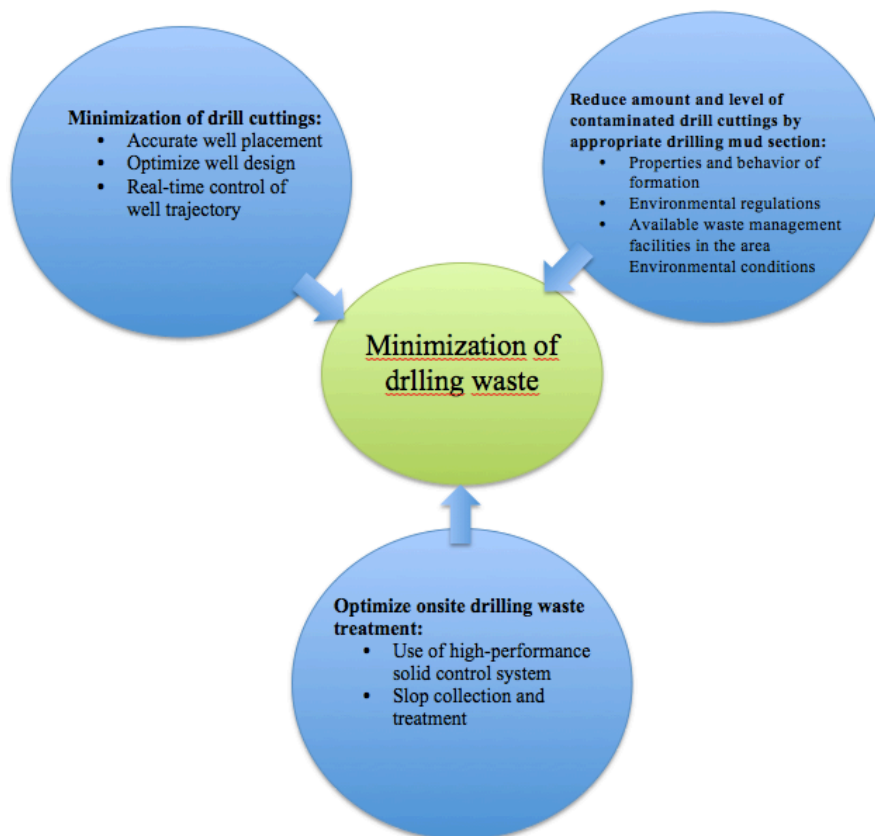 Minimization of drill cuttings:
• Accurate well placement
• Optimize well design
• Real-time control of
well trajectory
Reduce amount and level of
contaminated drill cuttings by
appropriate drilling mud section:
• Properties and behavior of
formation
• Environmental regulations
• Available waste management
facilities in the area
Environmental conditions
Minimization of
drlling waste
Optimize onsite drilling waste
treatment:
• Use of high-performance
solid control system
• Slop collection and
treatment